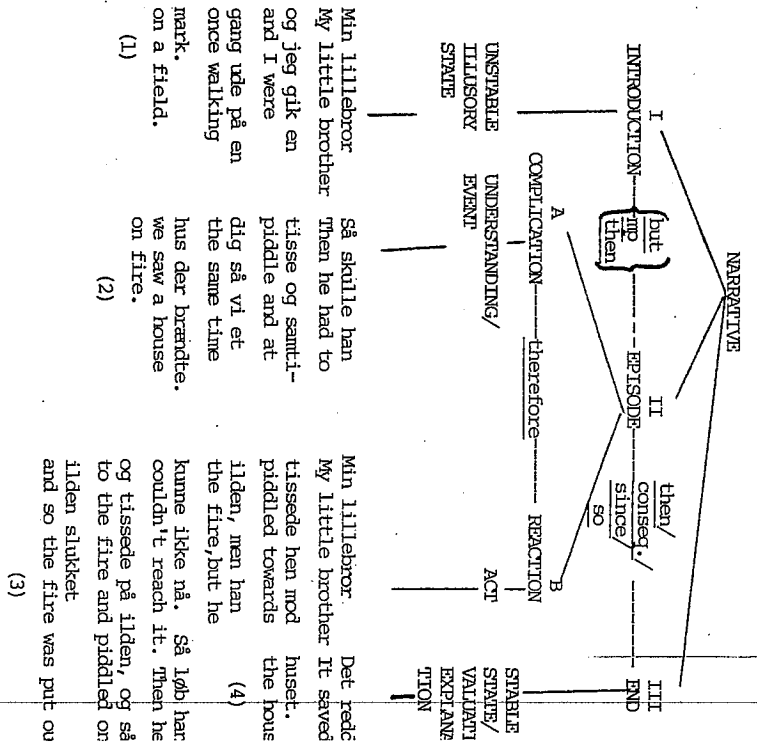 NARRATIVE
I
II
III
INTRODUCTION
but
mp
then
EPISODE
then/
conseq./
since/
so
END
A
B
COMPLICATION
therefore
REACTION
UNSTABLE
ILLUSORY
STATE
UNDERSTANDING/
EVENT
ACT
STABLE
STATE/
VALUATI
EXPLANA
TION
Min lillebror
My little brother
og jeg gik en
and I were
gang ude på en
once walking
mark.
on a field.
(1)
Så skulle han
Then he had to
tisse og samti-
piddle and at
dig så vi et
the same time
hus der brændte.
we saw a house
on fire.
(2)
Min lillebror
My little brother
tissede hen mod
piddled towards
ilden, men han
the fire, but he
kunne ikke nå. Så løb han
couldn't reach it. Then he
og tissede på ilden, og så
to the fire and piddled on
ilden slukket
and so the fire was put ou
(3)
Det
It saved
huset.
the hous
(4)